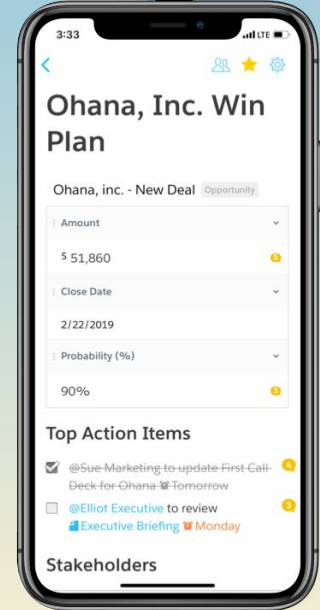 3:33
LTE
Ohana, Inc. Win
Plan
Ohana, inc. - New Deal Opportunity
Amount
$ 51,860
5
Close Date
2/22/2019
Probability (%)
90%
3
Top Action Items
@Sue Marketing to update First Call
4
Deck for Ohana Tomorrow
@Elliot Executive to review
3
Executive Briefing Monday
Stakeholders